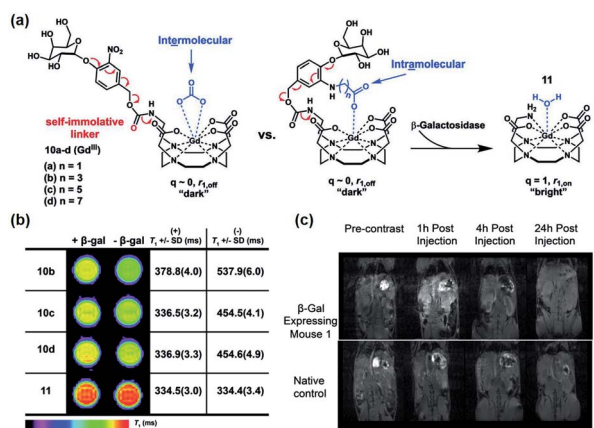 (a)
HO OH
HO
HO
O
O
O
NO2
Intermolecular
O
O
H
N
O
O
O⊖
O
self-immolative
linker
10a-d (GdIII)
(a) n = 1
(b) n = 3
(c) n = 5
(d) n = 7
Gd
N
q ~ 0, r1,off
"dark"
vs.
OH
HO
OH
HN
( )n
Intramolecular
Gd
q ~ 0, r1,off
"dark"
β-Galactosidase
11
H H
O
NH2
Gd
q = 1, r1,on
"bright"
(b)
+ β-gal
- β-gal
(+)
T1 +/- SD (ms)
(-)
T1 +/- SD (ms)
10b
378.8(4.0)
537.9(6.0)
10c
336.5(3.2)
454.5(4.1)
10d
336.9(3.3)
454.6(4.9)
11
334.5(3.0)
334.4(3.4)
T1 (ms)
(c)
Pre-contrast
1h Post
Injection
4h Post
Injection
24h Post
Injection
β-Gal
Expressing
Mouse 1
Native
control